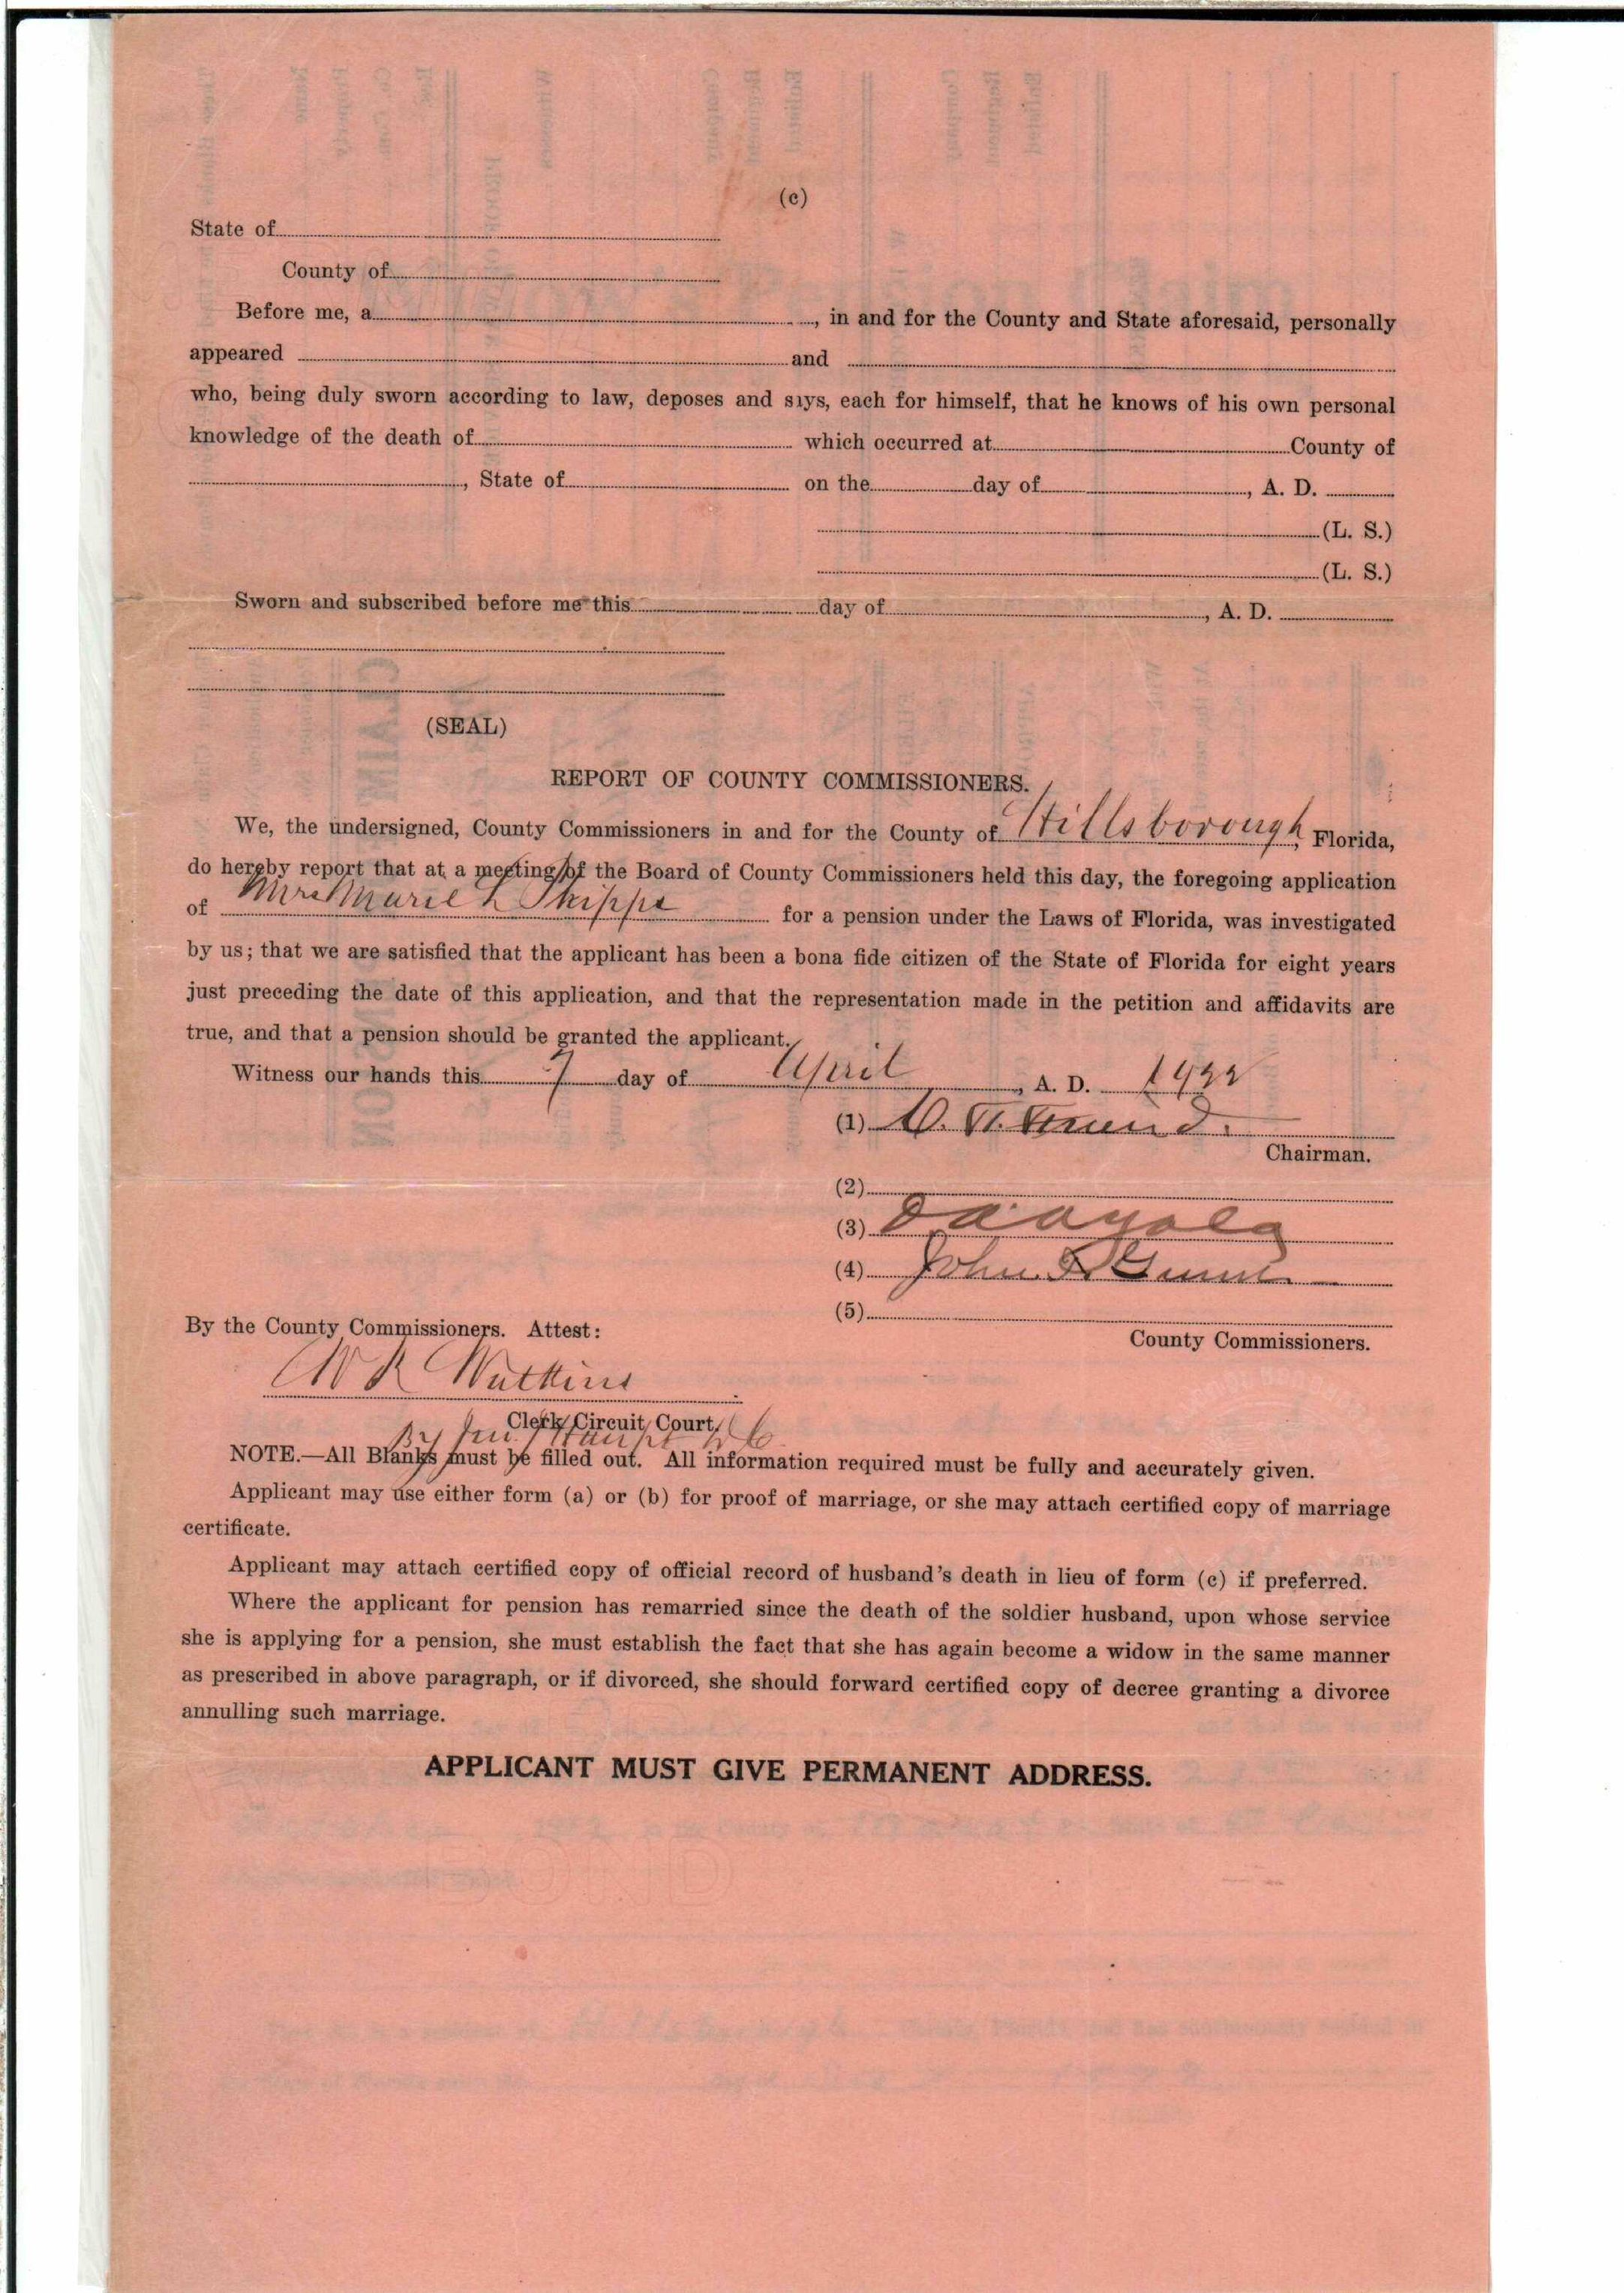 (c)
State of
County of
Before me, a , in and for the County and State aforesaid, personally
appeared and
who, being duly sworn according to law, deposes and says, each for himself, that he knows of his own personal
knowledge of the death of which occurred at County of
, State of on the day of , A. D.
(L. S.)
(L. S.)
Sworn and subscribed before me this day of , A. D.
(SEAL)
REPORT OF COUNTY COMMISSIONERS.
We, the undersigned, County Commissioners in and for the County of Hillsborough, Florida,
do hereby report that at a meeting of the Board of County Commissioners held this day, the foregoing application
of Mrs Marie L Skipper for a pension under the Laws of Florida, was investigated
by us; that we are satisfied that the applicant has been a bona fide citizen of the State of Florida for eight years
just preceding the date of this application, and that the representation made in the petition and affidavits are
true, and that a pension should be granted the applicant.
Witness our hands this 7 day of April , A. D. 1922
(1)
Chairman.
(2)
(3)
(4) John
(5)
By the County Commissioners. Attest:
County Commissioners.
W R Watkins
Clerk Circuit Court,
By
NOTE.—All Blanks must be filled out. All information required must be fully and accurately given.
Applicant may use either form (a) or (b) for proof of marriage, or she may attach certified copy of marriage
certificate.
Applicant may attach certified copy of official record of husband's death in lieu of form (c) if preferred.
Where the applicant for pension has remarried since the death of the soldier husband, upon whose service
she is applying for a pension, she must establish the fact that she has again become a widow in the same manner
as prescribed in above paragraph, or if divorced, she should forward certified copy of decree granting a divorce
annulling such marriage.
APPLICANT MUST GIVE PERMANENT ADDRESS.